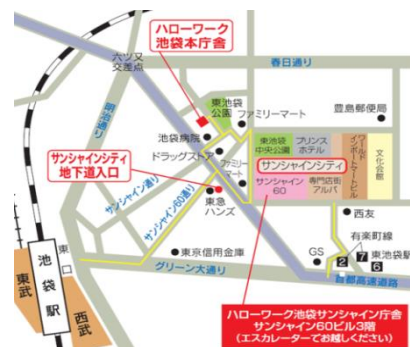 ハローワーク
池袋本庁舎
六ツ又
交差点
春日通り
明治通り
東池袋
公園
ファミリーマート
豊島郵便局
池袋病院
ドラッグストア
ファミリー
マート
東池袋
中央公園
プリンス
ホテル
ワールド
インポートマートビル
文化会館
サンシャインシティ
サンシャイン
60
専門店街
アルパ
サンシャインシティ
地下道入口
サンシャイン通り
サンシャイン60通り
東急
ハンズ
西友
有楽町線
東池袋駅
GS
2
7
6
東京信用金庫
グリーン大通り
首都高速道路
東口
池袋駅
東武
西武
ハローワーク池袋サンシャイン庁舎
サンシャイン60ビル3階
(エスカレーターでお越しください)